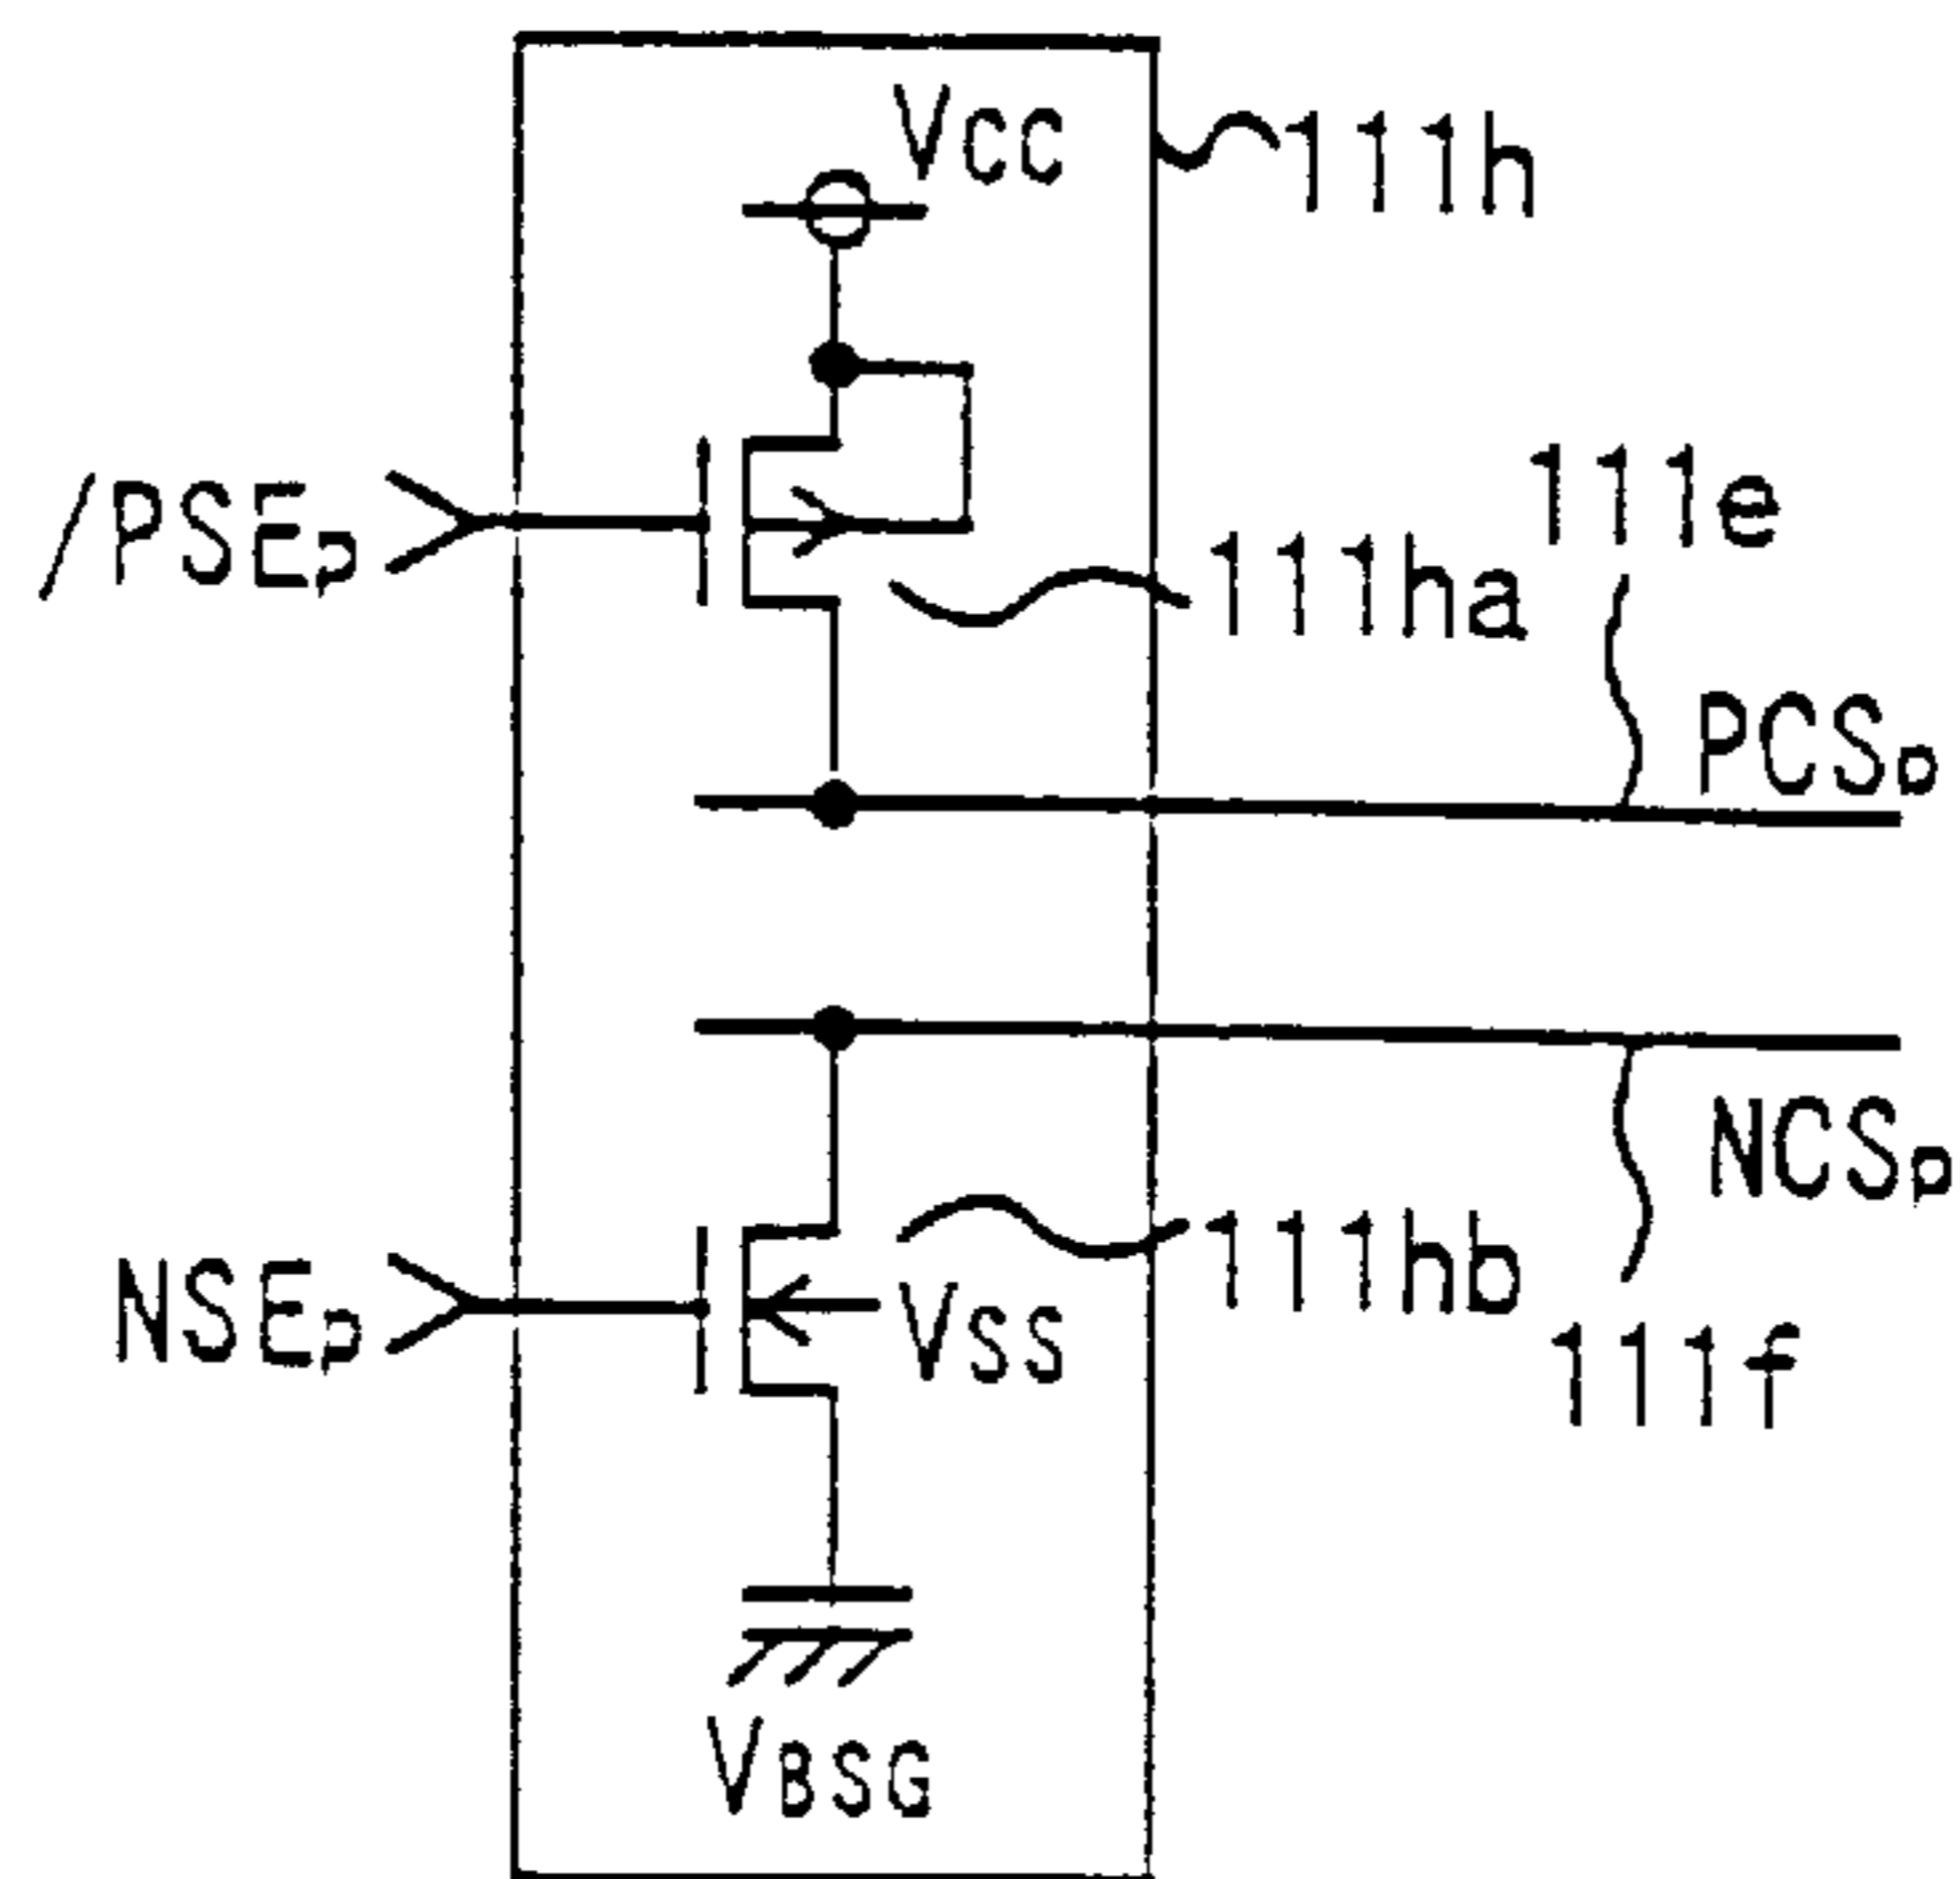 VCC
111h
/PSEp
111e
111ha
PCSp
NCSp
111hb
NSEp
VSS
111f
VBSG